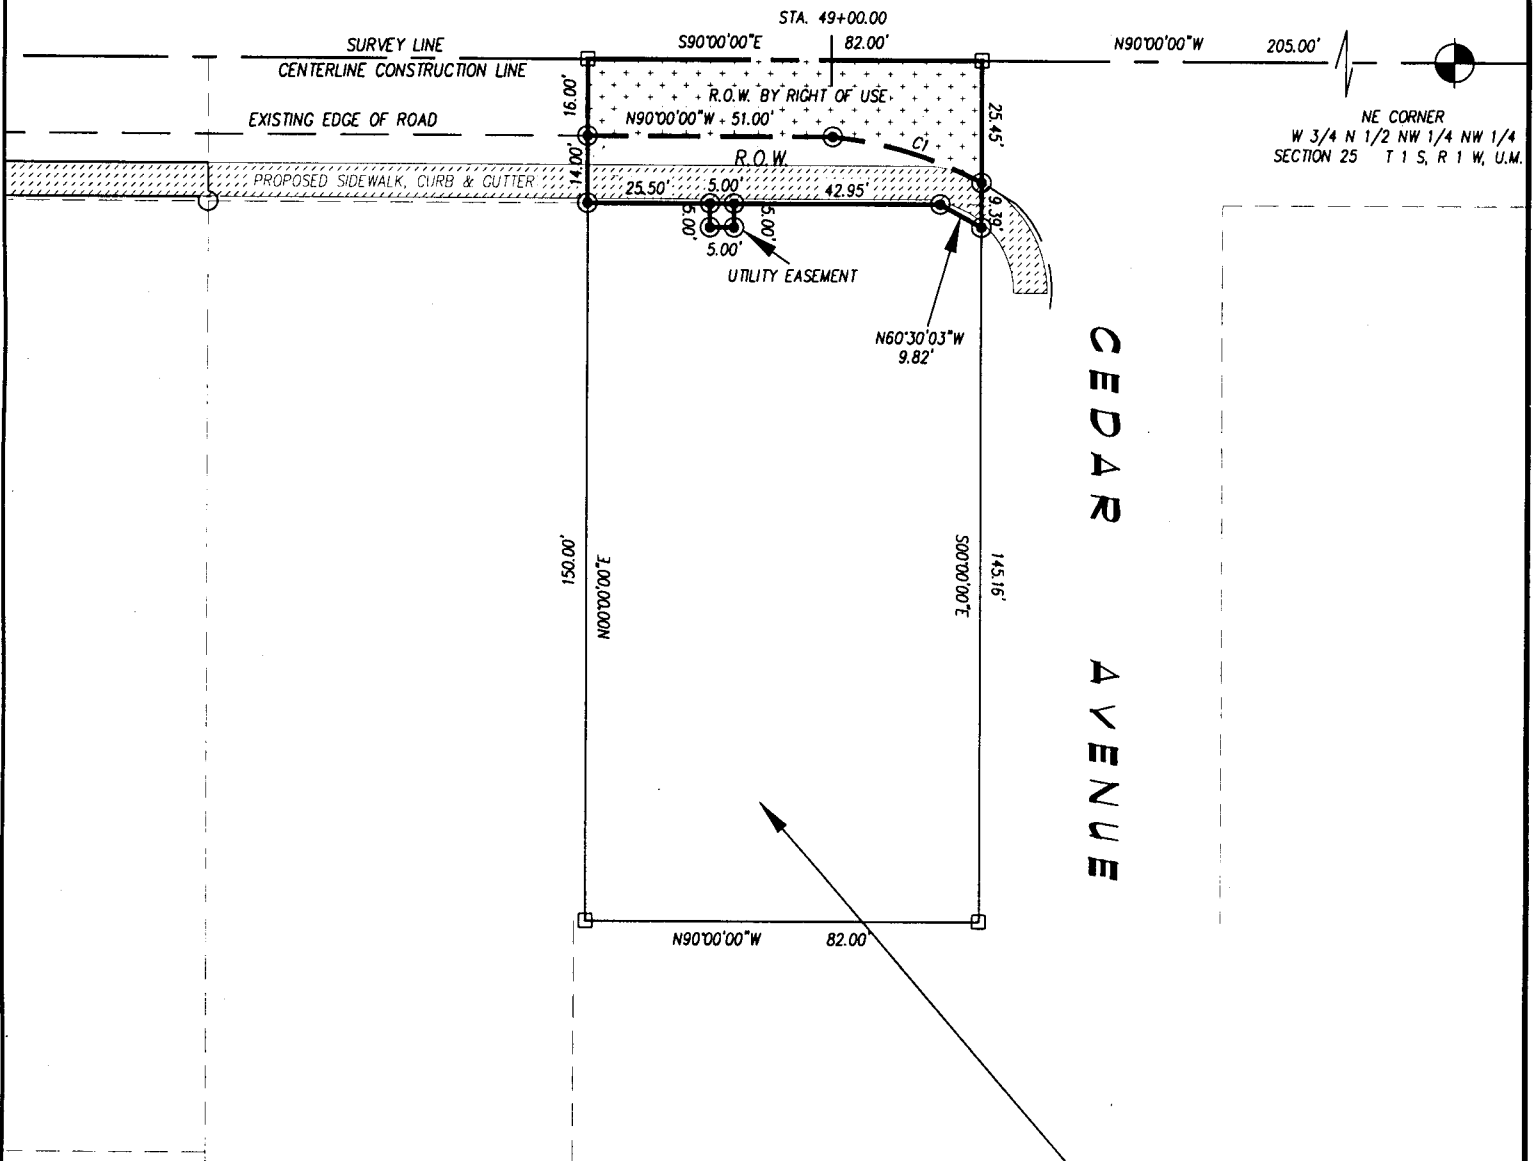 STA. 49+00.00
SURVEY LINE
S90°00'00"E 82.00'
N90°00'00"W 205.00'
CENTERLINE CONSTRUCTION LINE
16.00'
R.O.W. BY RIGHT OF USE
25.45'
EXISTING EDGE OF ROAD
N90°00'00"W 51.00'
C1
NE CORNER
W 3/4 N 1/2 NW 1/4 NW 1/4
SECTION 25 T 1 S, R 1 W, U.M.
14.00'
R.O.W.
PROPOSED SIDEWALK, CURB & GUTTER
25.50'
5.00'
42.95'
9.39'
5.00'
5.00'
5.00'
UTILITY EASEMENT
N60°30'03"W
9.82'
CEDAR AVENUE
150.00'
N00°00'00"E
S00°00'00"E
145.16'
N90°00'00"W 82.00'